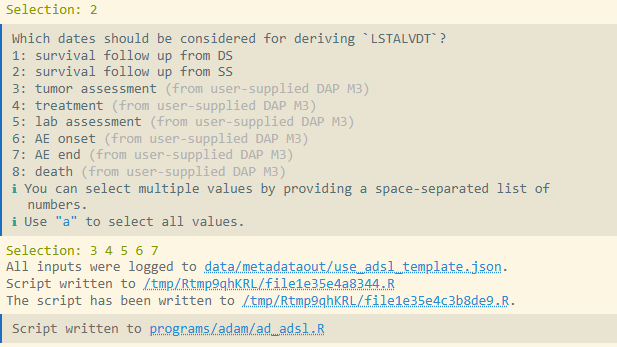 Selection: 2
Which dates should be considered for deriving `LSTALVDT`?
1: survival follow up from DS
2: survival follow up from SS
3: tumor assessment (from user-supplied DAP M3)
4: treatment (from user-supplied DAP M3)
5: lab assessment (from user-supplied DAP M3)
6: AE onset (from user-supplied DAP M3)
7: AE end (from user-supplied DAP M3)
8: death (from user-supplied DAP M3)
ℹ You can select multiple values by providing a space-separated list of
numbers.
ℹ Use "a" to select all values.
Selection: 3 4 5 6 7
All inputs were logged to data/metadataout/use_adsl_template.json.
Script written to /tmp/Rtmp9qhKRL/file1e35e4a8344.R
The script has been written to /tmp/Rtmp9qhKRL/file1e35e4c3b8de9.R.
Script written to programs/adam/ad_adsl.R